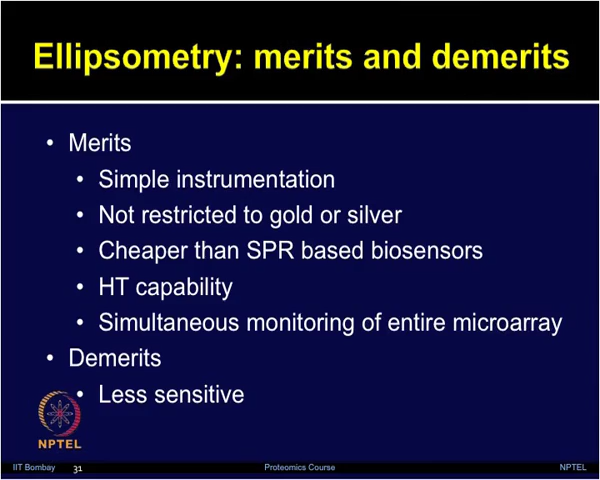 Ellipsometry: merits and demerits
• Merits
• Simple instrumentation
• Not restricted to gold or silver
• Cheaper than SPR based biosensors
• HT capability
• Simultaneous monitoring of entire microarray
• Demerits
• Less sensitive
NPTEL
IIT Bombay 31 Proteomics Course NPTEL